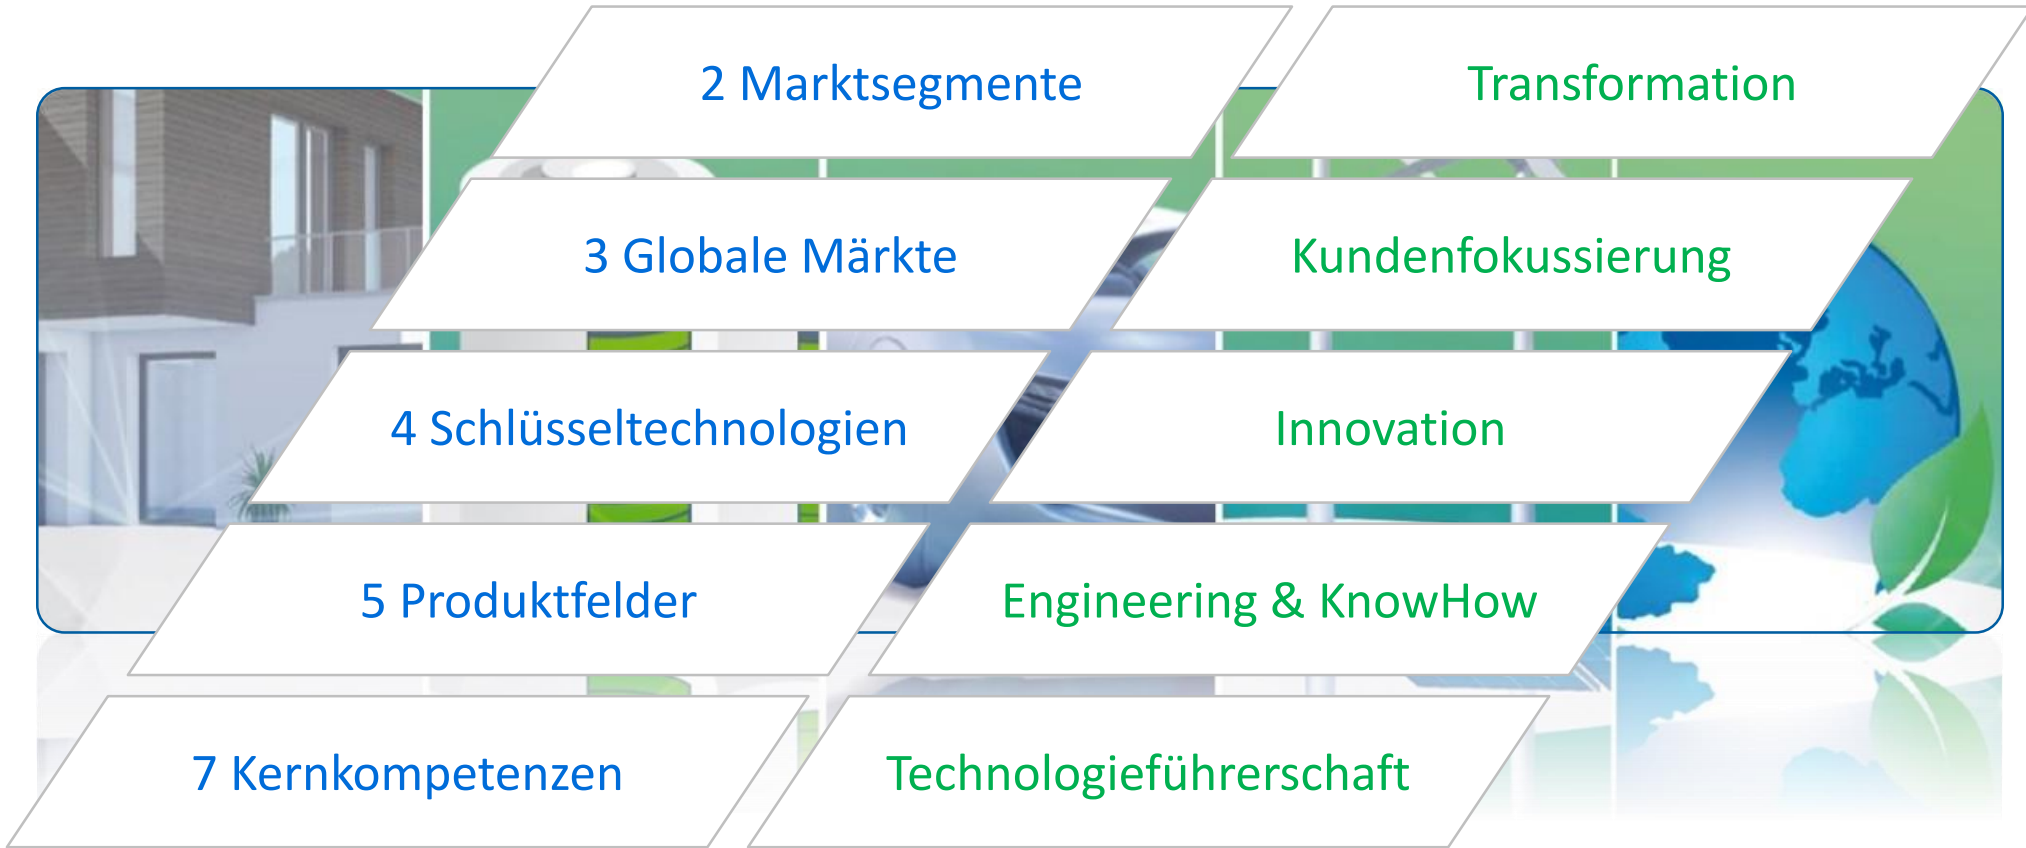 2 Marktsegmente
Transformation
3 Globale Märkte
Kundenfokussierung
4 Schlüsseltechnologien
Innovation
5 Produktfelder
Engineering & KnowHow
7 Kernkompetenzen
Technologieführerschaft